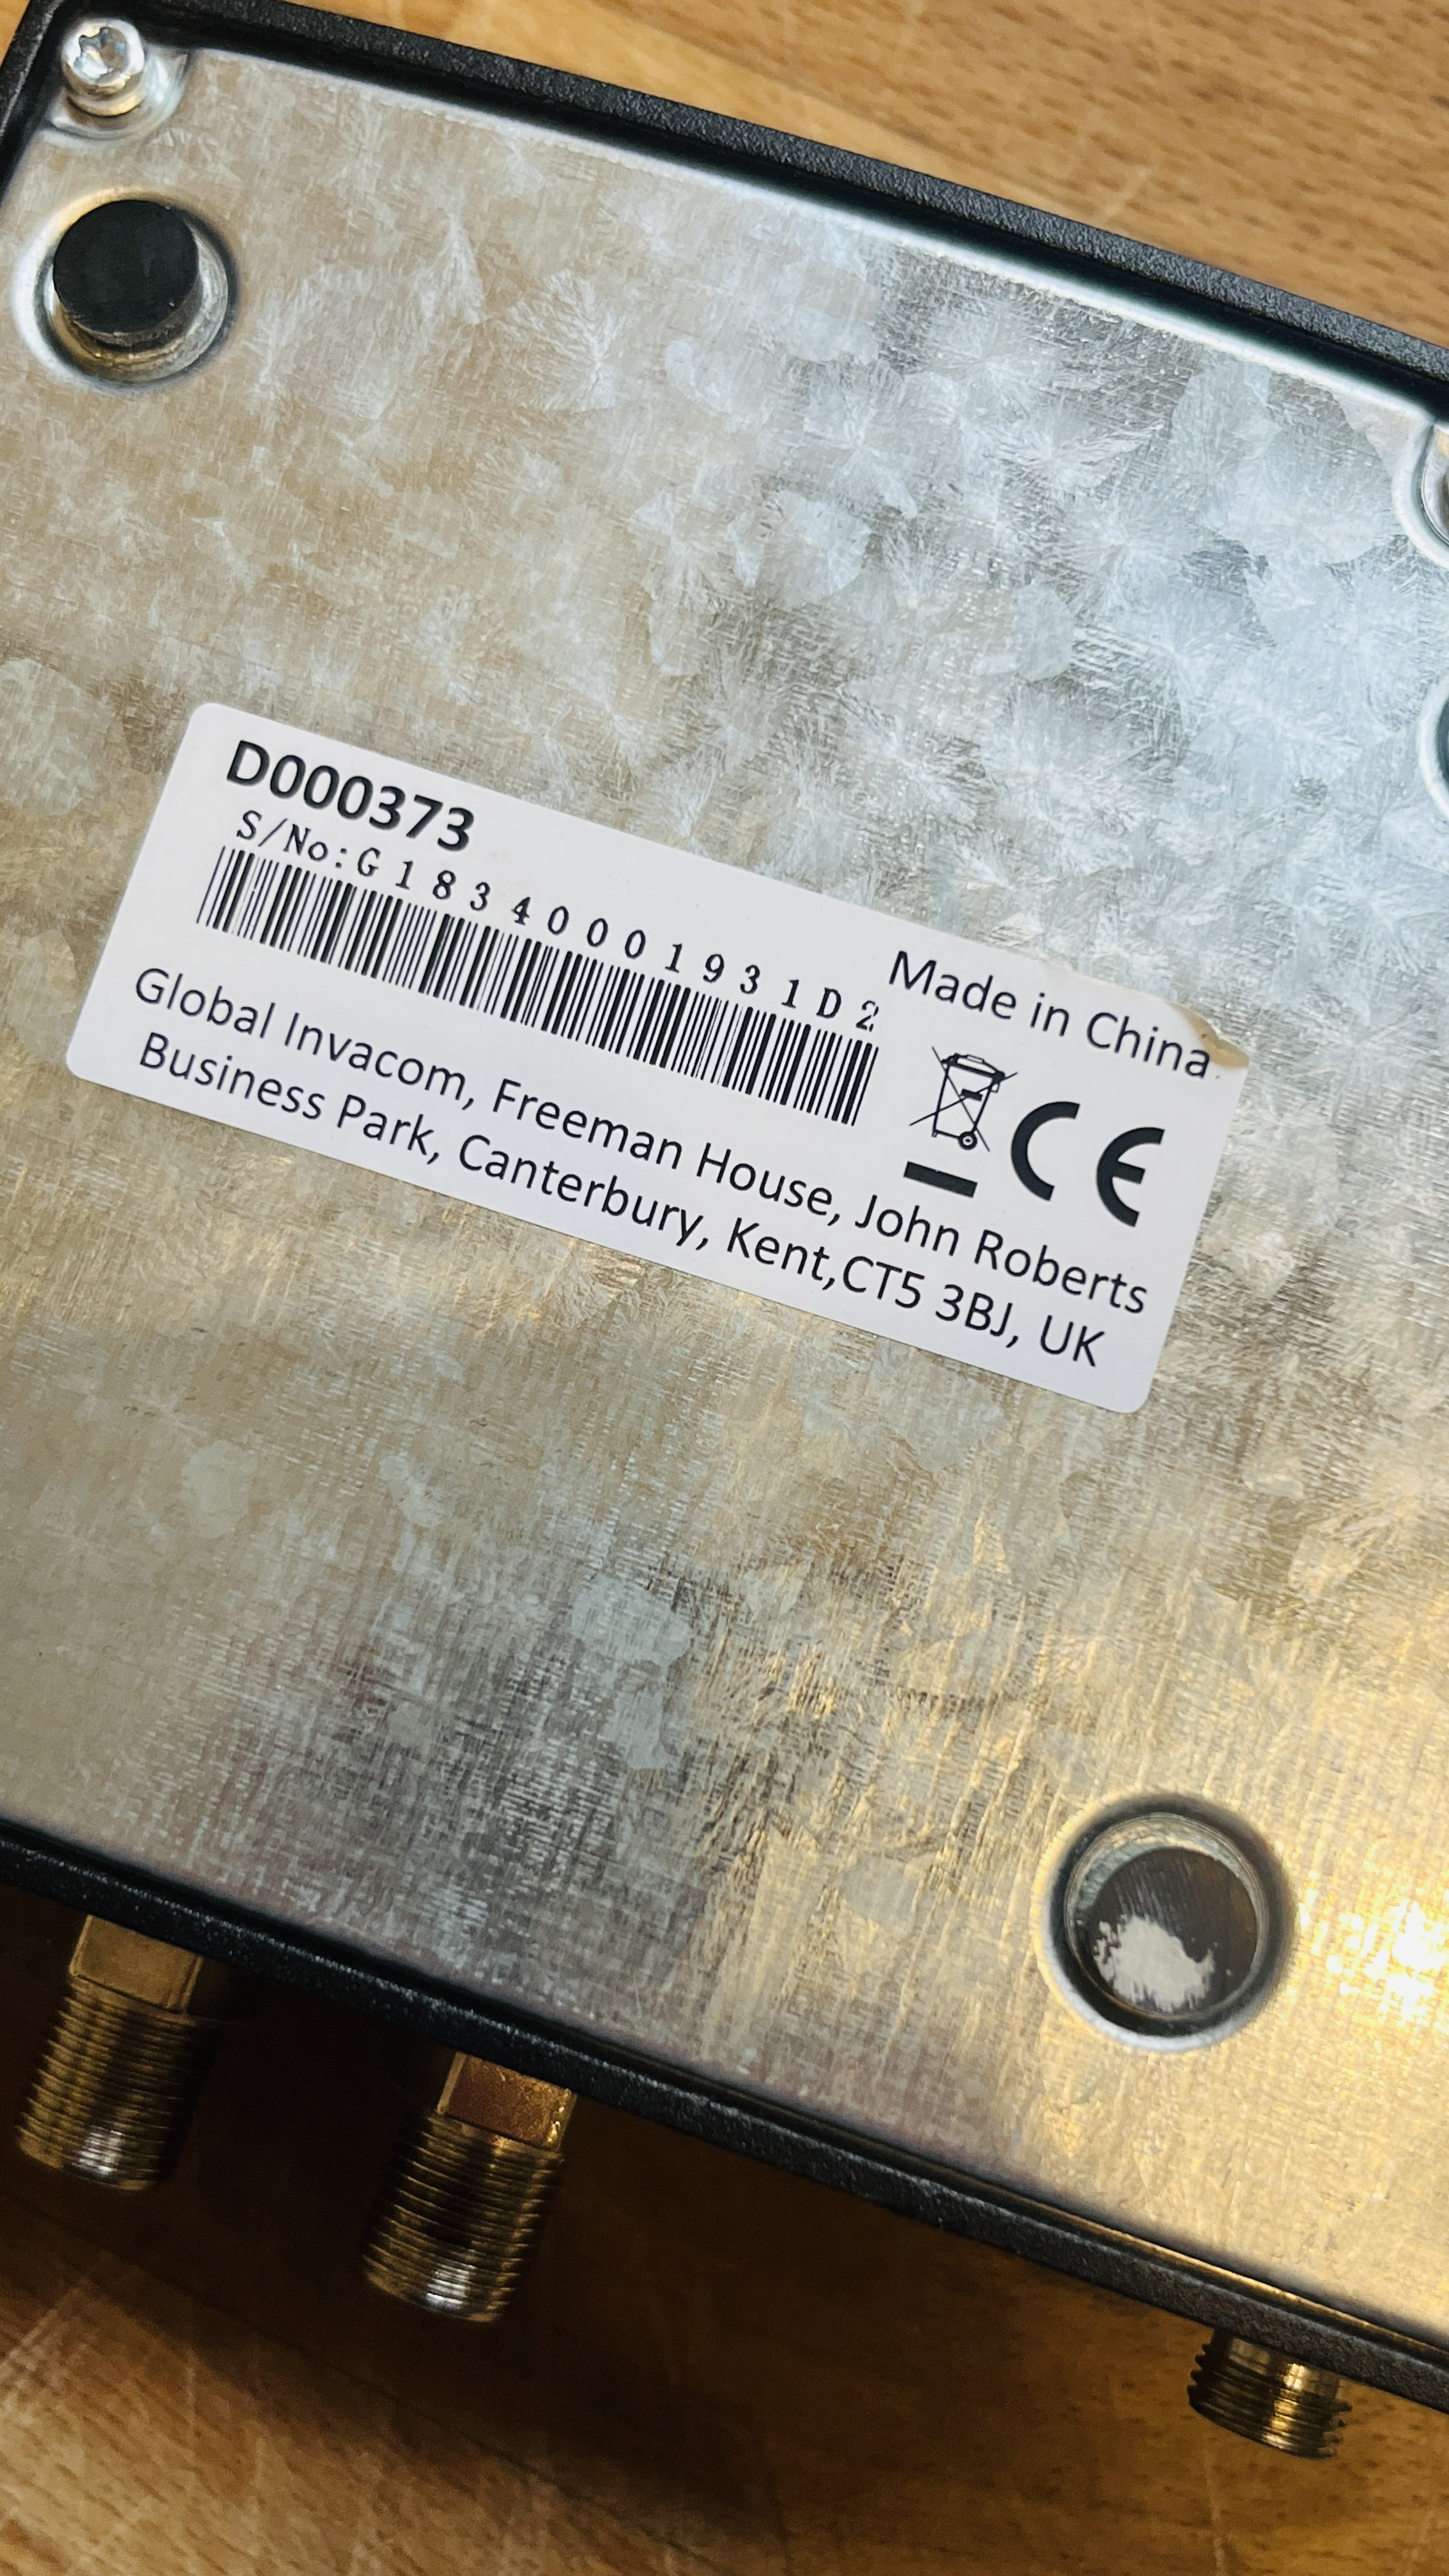 D000373
S/No:G18340001931D2
Made in China
CE
Global Invacom, Freeman House, John Roberts
Business Park, Canterbury, Kent,CT5 3BJ, UK